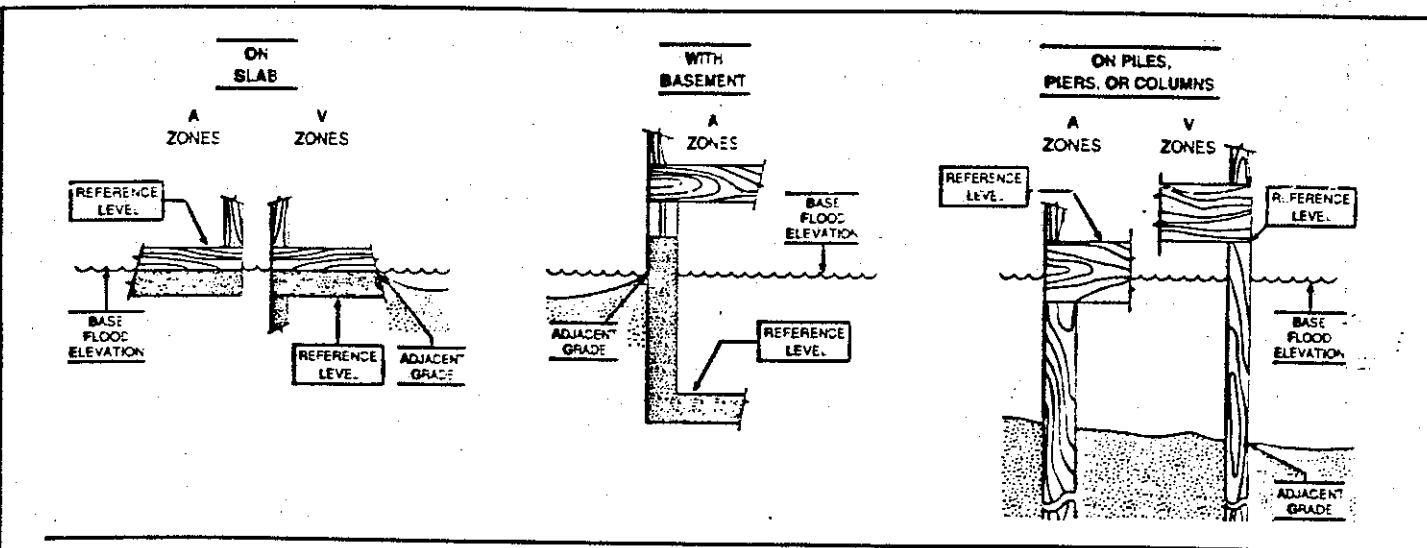 ON
SLAB
A
ZONES
V
ZONES
REFERENCE
LEVEL
BASE
FLOOD
ELEVATION
REFERENCE
LEVEL
ADJACENT
GRADE
WITH
BASEMENT
A
ZONES
BASE
FLOOD
ELEVATION
ADJACENT
GRADE
REFERENCE
LEVEL
ON PILES,
PIERS, OR COLUMNS
A
ZONES
V
ZONES
REFERENCE
LEVEL
REFERENCE
LEVEL
BASE
FLOOD
ELEVATION
ADJACENT
GRADE